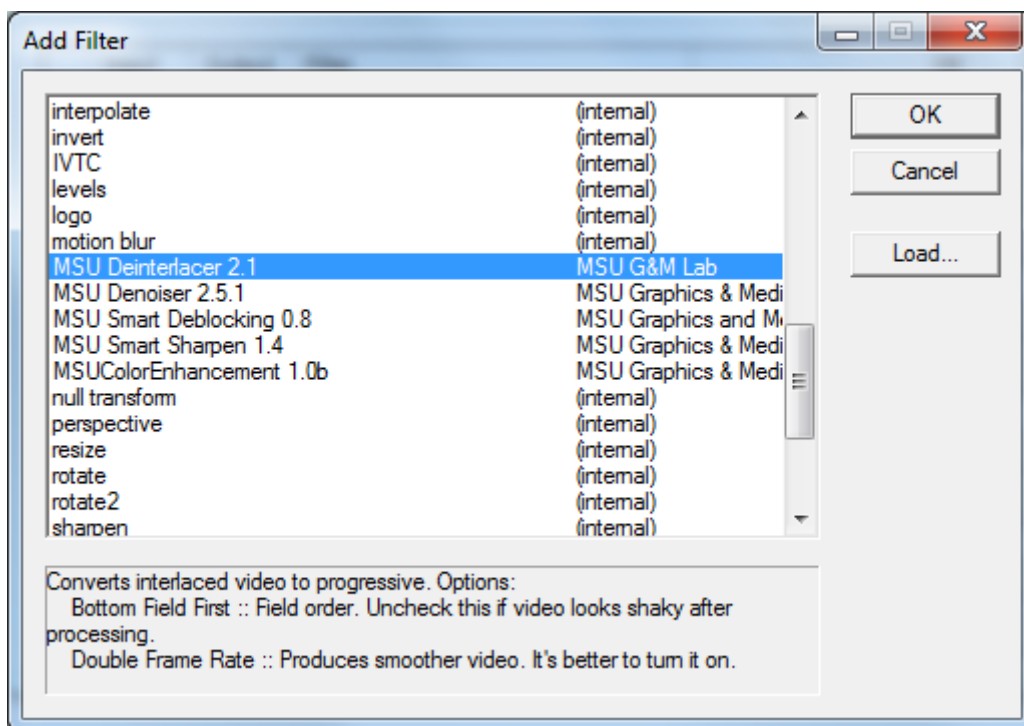 Add Filter
interpolate (internal)
invert (internal)
IVTC (internal)
levels (internal)
logo (internal)
motion blur (internal)
MSU Deinterlacer 2.1 MSU G&M Lab
MSU Denoiser 2.5.1 MSU Graphics & Medi
MSU Smart Deblocking 0.8 MSU Graphics and M
MSU Smart Sharpen 1.4 MSU Graphics & Medi
MSUColorEnhancement 1.0b MSU Graphics & Medi
null transform (internal)
perspective (internal)
resize (internal)
rotate (internal)
rotate2 (internal)
sharpen (internal)
OK
Cancel
Load...
Converts interlaced video to progressive. Options:
Bottom Field First :: Field order. Uncheck this if video looks shaky after
processing.
Double Frame Rate :: Produces smoother video. It's better to turn it on.